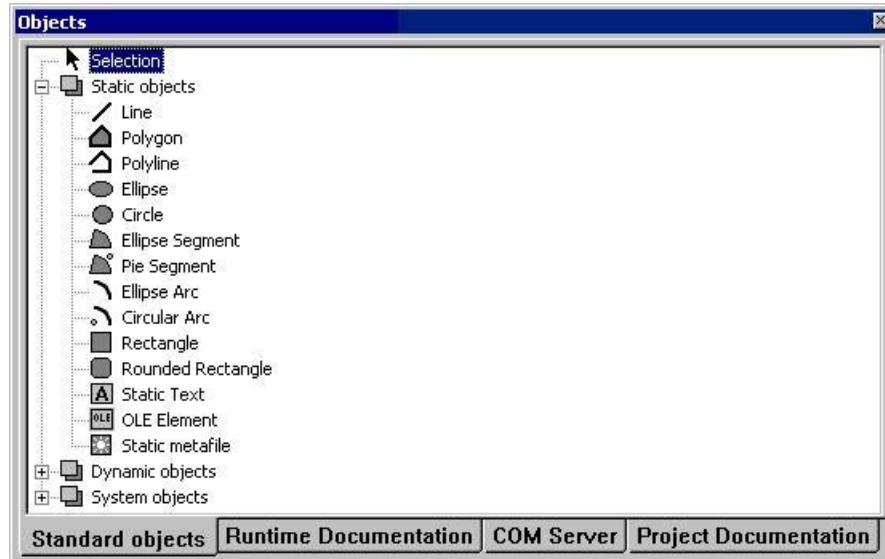 Objects
Selection
Static objects
Line
Polygon
Polyline
Ellipse
Circle
Ellipse Segment
Pie Segment
Ellipse Arc
Circular Arc
Rectangle
Rounded Rectangle
A Static Text
OLE OLE Element
Static metafile
Dynamic objects
System objects
Standard objects Runtime Documentation COM Server Project Documentation